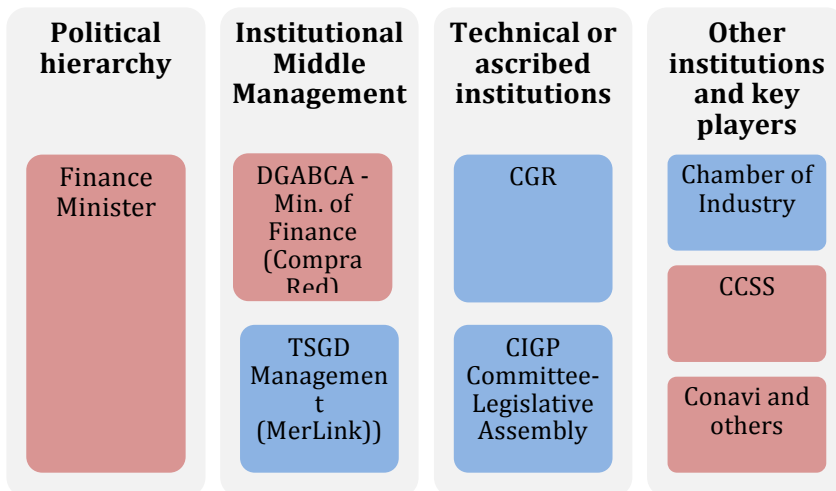 Political
hierarchy
Finance
Minister
Institutional
Middle
Management
DGABCA -
Min. of
Finance
(Compra
Red)
TSGD
Managemen
t
(MerLink))
Technical or
ascribed
institutions
CGR
CIGP
Committee-
Legislative
Assembly
Other
institutions
and key
players
Chamber of
Industry
CCSS
Conavi and
others